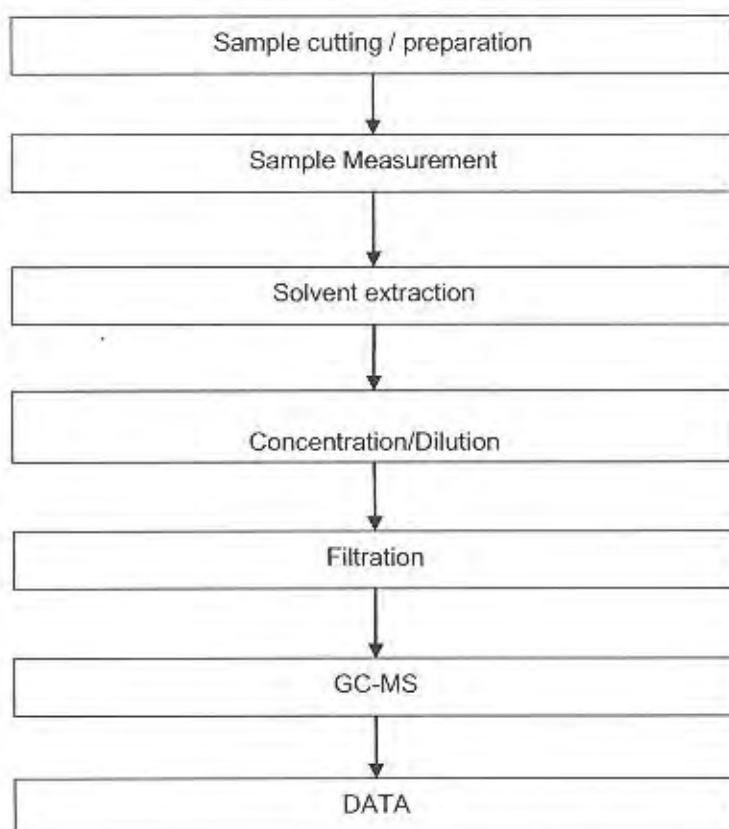 Sample cutting / preparation
Sample Measurement
Solvent extraction
Concentration/Dilution
Filtration
GC-MS
DATA